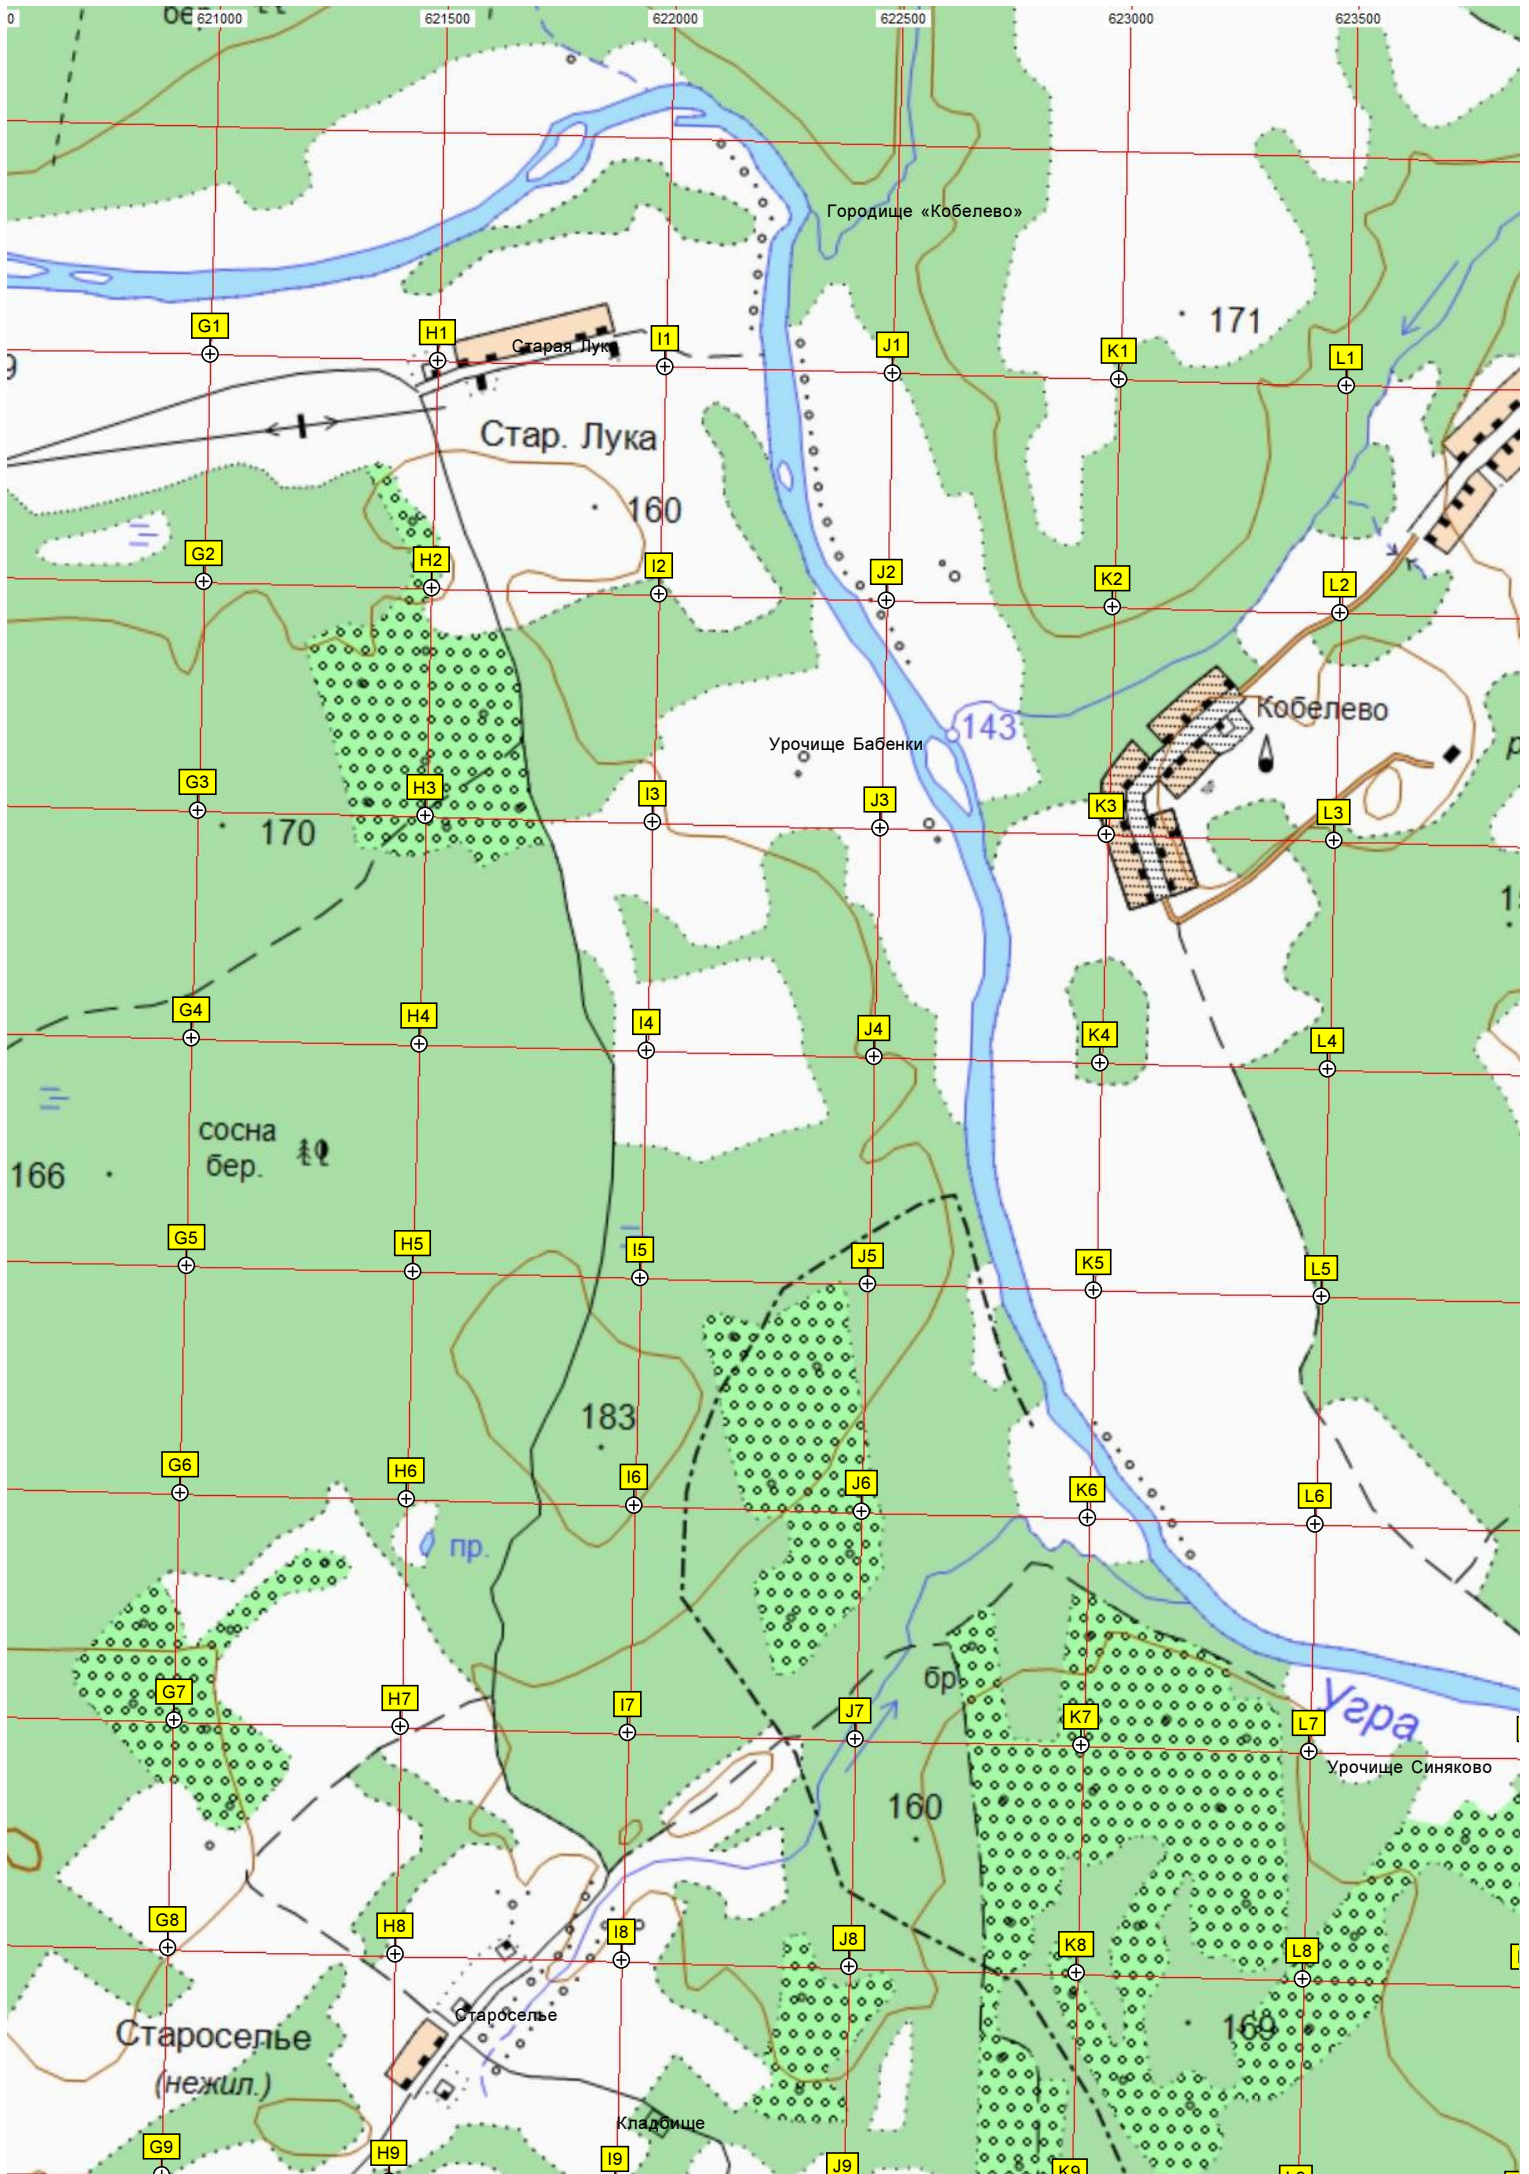 0 621000 621500 622000 622500 623000 623500
Городище «Кобелево»
G1 H1 I1 J1 K1 L1
171
Старая Лука
9
Стар. Лука
160
G2 H2 I2 J2 K2 L2
Кобелево
143
Урочище Бабенки
G3 H3 I3 J3 K3 L3
170
G4 H4 I4 J4 K4 L4
сосна
бер.
166
G5 H5 I5 J5 K5 L5
183
G6 H6 I6 J6 K6 L6
пр.
бр.
Угра
G7 H7 I7 J7 K7 L7
Урочище Синяково
160
G8 H8 I8 J8 K8 L8
Староселье
169
Староселье
(нежил.)
Кладбище
G9 H9 I9 J9 K9